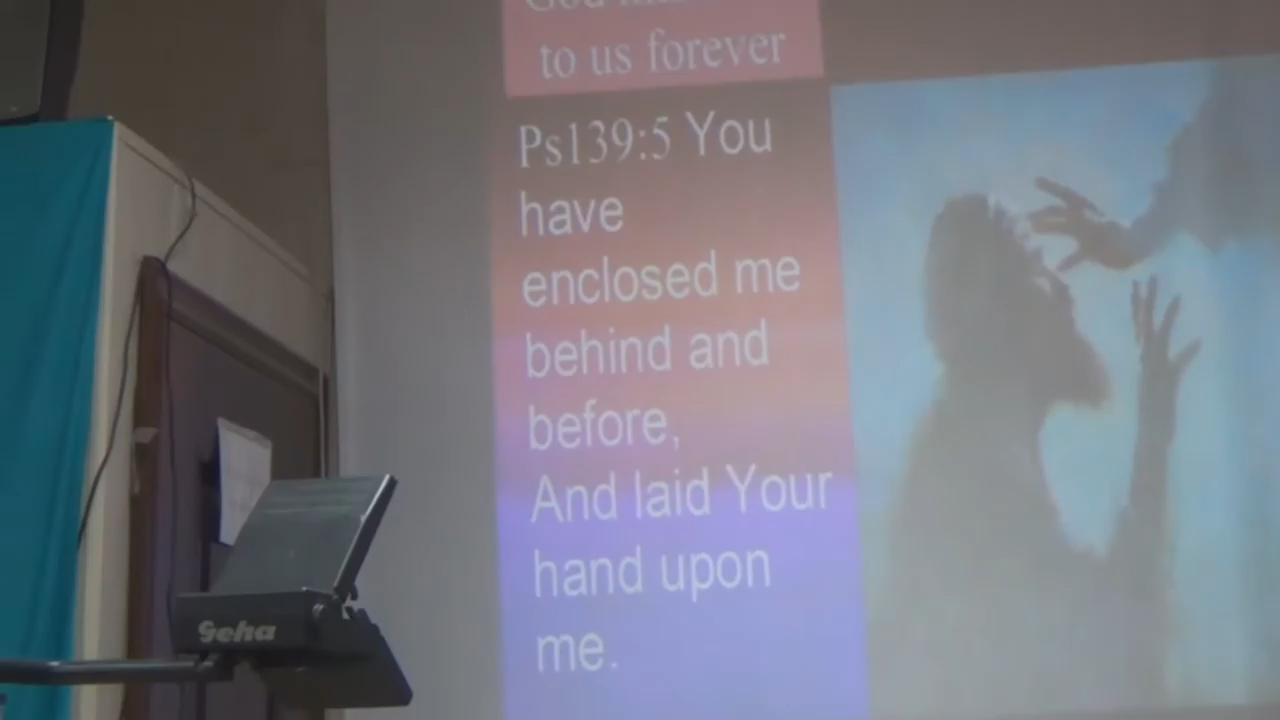 God
to us forever
Ps139:5 You
have
enclosed me
behind and
before,
And laid Your
hand upon
me.
Geha